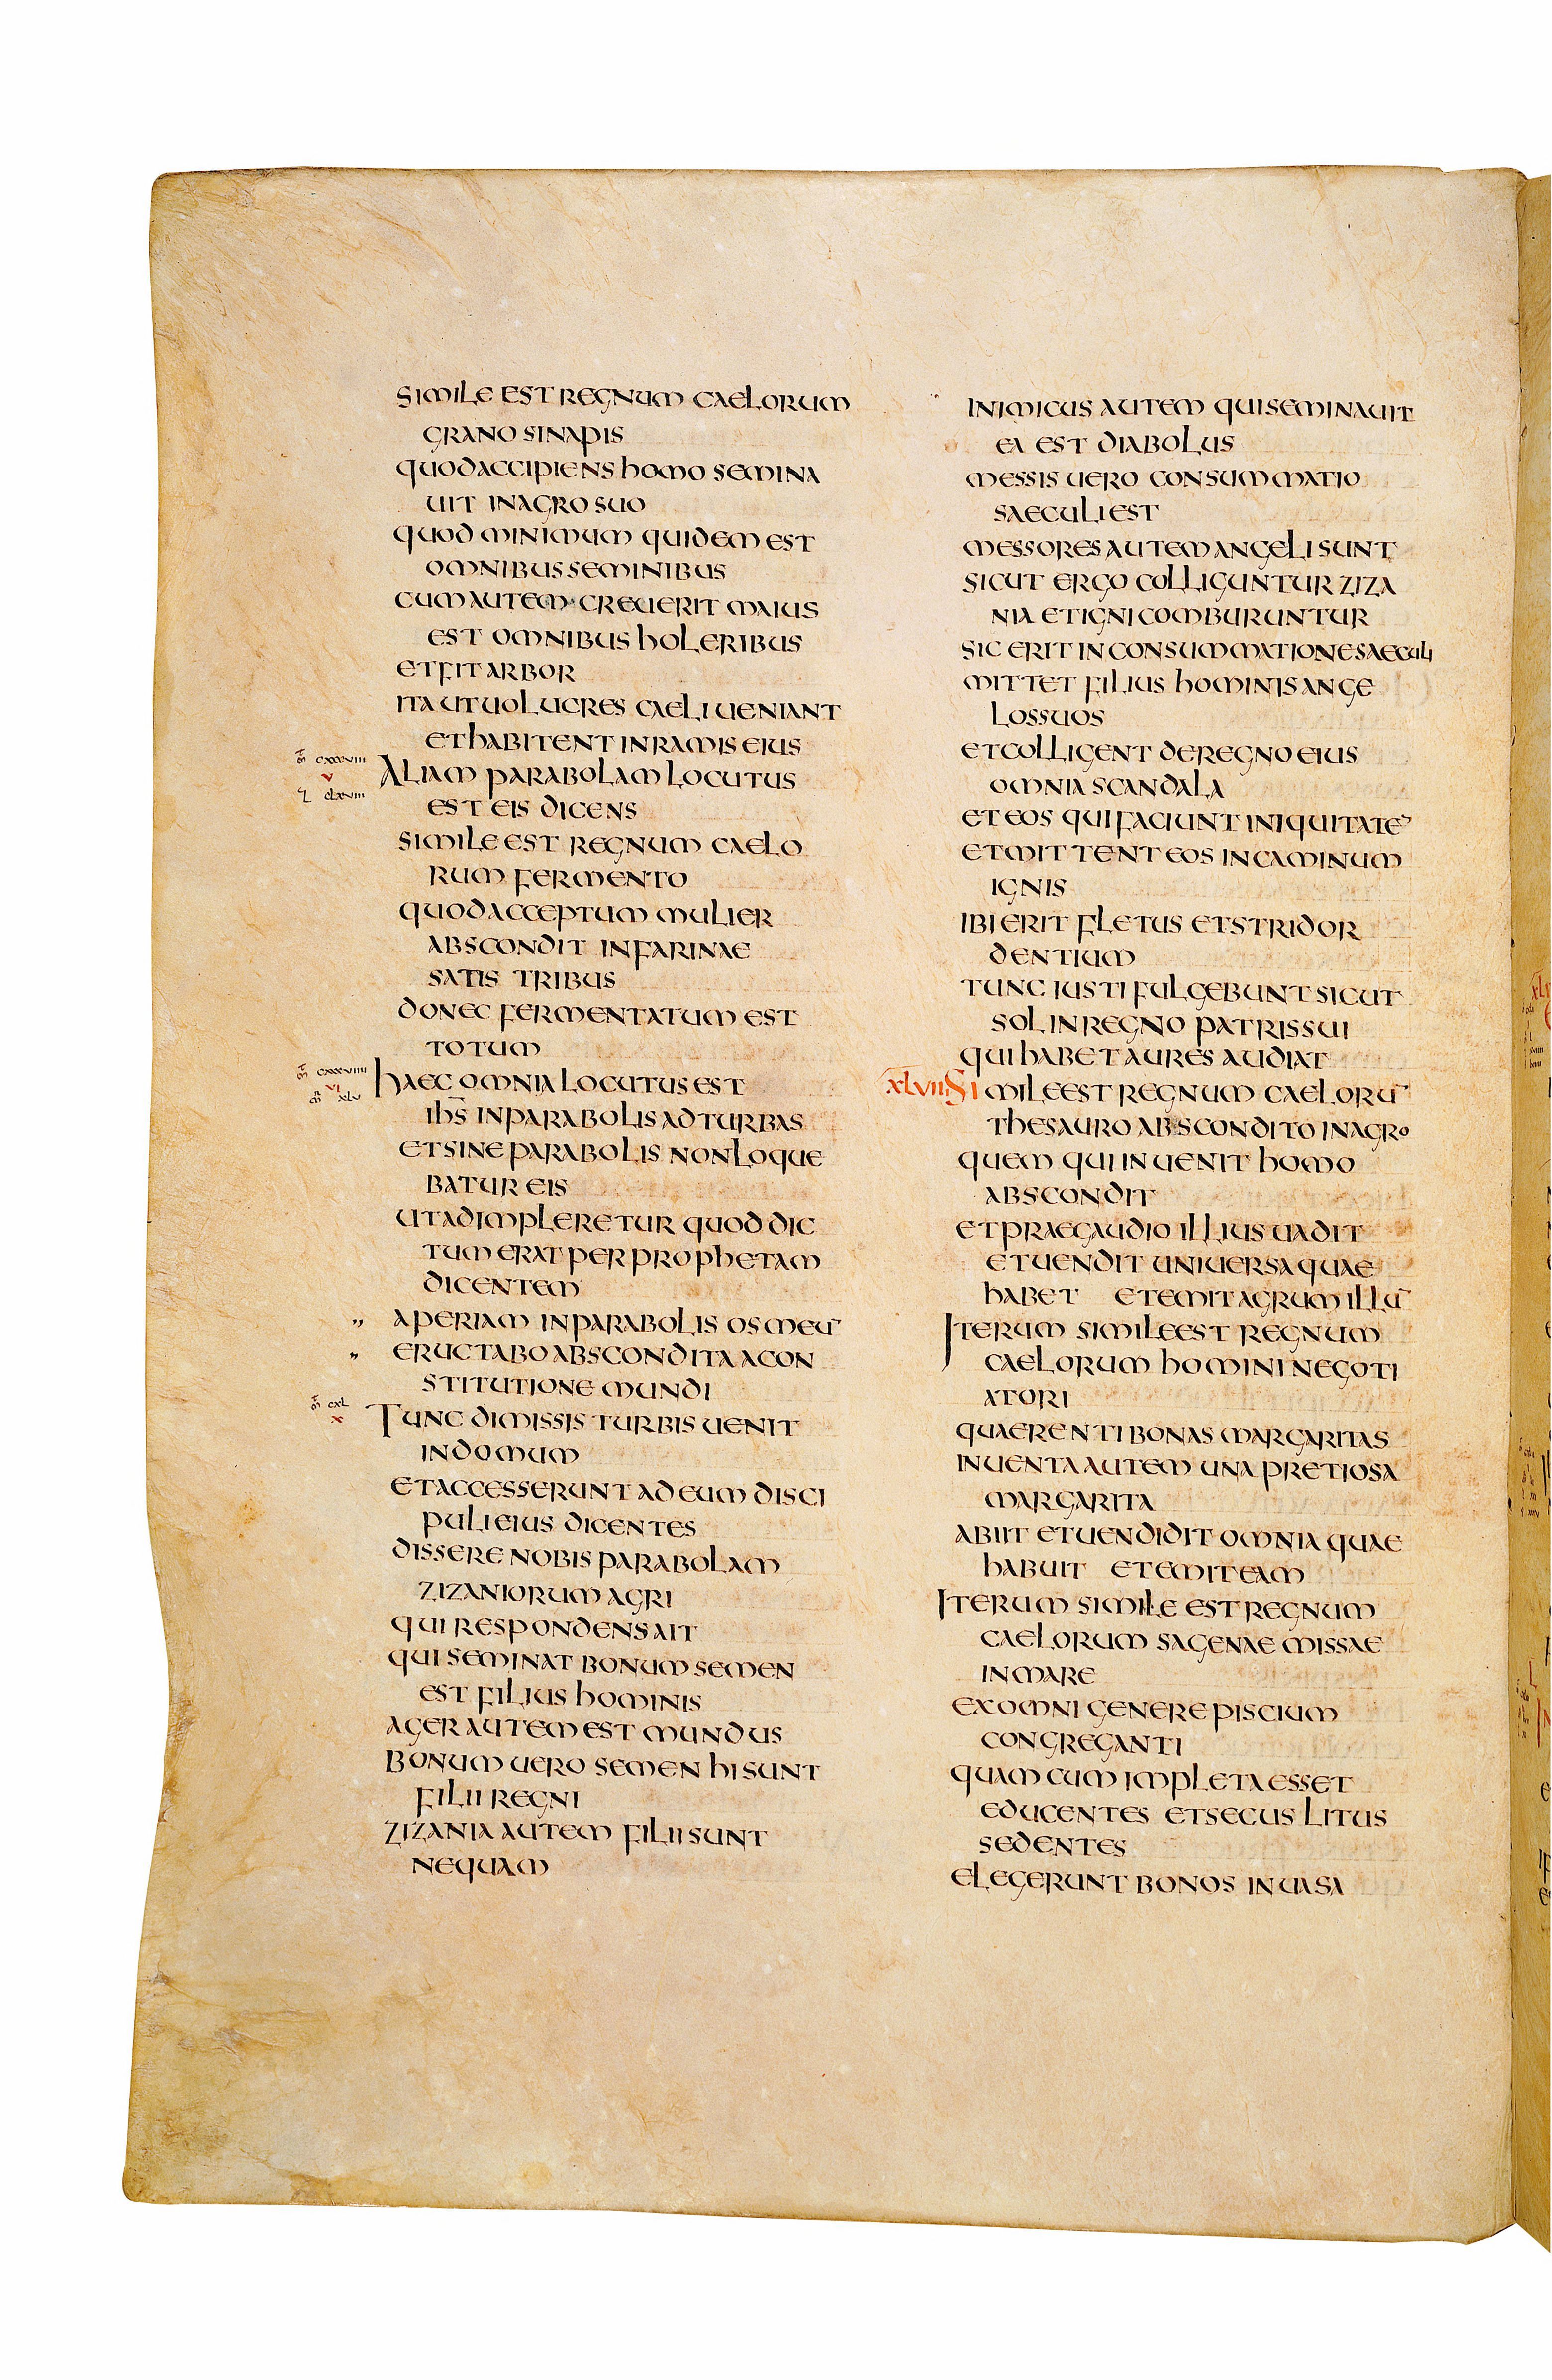 SIMILE EST REGNUM CAELORUM
GRANO SINAPIS
QUOD ACCIPIENS HOMO SEMINA
UIT IN AGRO SUO
QUOD MINIMUM QUIDEM EST
OMNIBUS SEMINIBUS
CUM AUTEM CREUERIT MAIUS
EST OMNIBUS HOLERIBUS
ET FIT ARBOR
ITA UT UOLUCRES CAELI UENIANT
ET HABITENT IN RAMIS EIUS
m̄ CXXXVIII
V
CLXVIII
ALIAM PARABOLAM LOCUTUS
EST EIS DICENS
SIMILE EST REGNUM CAELO
RUM FERMENTO
QUOD ACCEPTUM MULIER
ABSCONDIT IN FARINAE
SATIS TRIBUS
DONEC FERMENTATUM EST
TOTUM
m̄ CXXXVIIII
VI
XLV
HAEC OMNIA LOCUTUS EST
IHS̄ IN PARABOLIS AD TURBAS
ET SINE PARABOLIS NON LOQUE
BATUR EIS
UT ADIMPLERETUR QUOD DIC
TUM ERAT PER PROPHETAM
DICENTEM
,, APERIAM IN PARABOLIS OS MEU¯
,, ERUCTABO ABSCONDITA A CON
STITUTIONE MUNDI
m̄ CXL
X
TUNC DIMISSIS TURBIS UENIT
IN DOMUM
ET ACCESSERUNT AD EUM DISCI
PULI EIUS DICENTES
DISSERE NOBIS PARABOLAM
ZIZANIORUM AGRI
QUI RESPONDENS AIT
QUI SEMINAT BONUM SEMEN
EST FILIUS HOMINIS
AGER AUTEM EST MUNDUS
BONUM UERO SEMEN HI SUNT
FILII REGNI
ZIZANIA AUTEM FILII SUNT
NEQUAM
INIMICUS AUTEM QUI SEMINAUIT
EA EST DIABOLUS
MESSIS UERO CONSUMMATIO
SAECULI EST
MESSORES AUTEM ANGELI SUNT
SICUT ERGO COLLIGUNTUR ZIZA
NIA ET IGNI COMBURUNTUR
SIC ERIT IN CONSUMMATIONE SAECULI
MITTET FILIUS HOMINIS ANGE
LOS SUOS
ET COLLIGENT DE REGNO EIUS
OMNIA SCANDALA
ET EOS QUI FACIUNT INIQUITATE¯
ET MITTENT EOS IN CAMINUM
IGNIS
IBI ERIT FLETUS ET STRIDOR
DENTIUM
TUNC IUSTI FULGEBUNT SICUT
SOL IN REGNO PATRIS SUI
QUI HABET AURES AUDIAT
XLVII SIMILE EST REGNUM CAELORU¯
THESAURO ABSCONDITO IN AGRO
QUEM QUI INUENIT HOMO
ABSCONDIT
ET PRAE GAUDIO ILLIUS UADIT
ET UENDIT UNIUERSA QUAE
HABET ET EMIT AGRUM ILLU¯
ITERUM SIMILE EST REGNUM
CAELORUM HOMINI NEGOTI
ATORI
QUAERENTI BONAS MARGARITAS
INUENTA AUTEM UNA PRETIOSA
MARGARITA
ABIIT ET UENDIDIT OMNIA QUAE
HABUIT ET EMIT EAM
ITERUM SIMILE EST REGNUM
CAELORUM SAGENAE MISSAE
IN MARE
EX OMNI GENERE PISCIUM
CONGREGANTI
QUAM CUM IMPLETA ESSET
EDUCENTES ET SECUS LITUS
SEDENTES
ELEGERUNT BONOS IN UASA